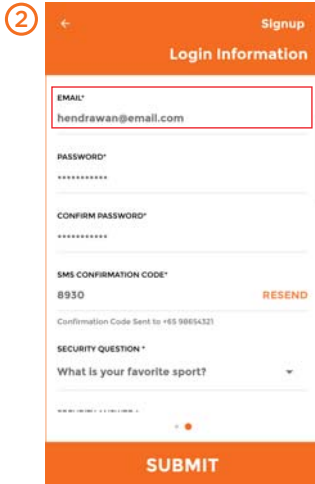 2
Signup
Login Information
EMAIL*
hendrawan@email.com
PASSWORD*
***********
CONFIRM PASSWORD*
***********
SMS CONFIRMATION CODE*
8930 RESEND
Confirmation Code Sent to +65 98654321
SECURITY QUESTION *
What is your favorite sport?
SUBMIT